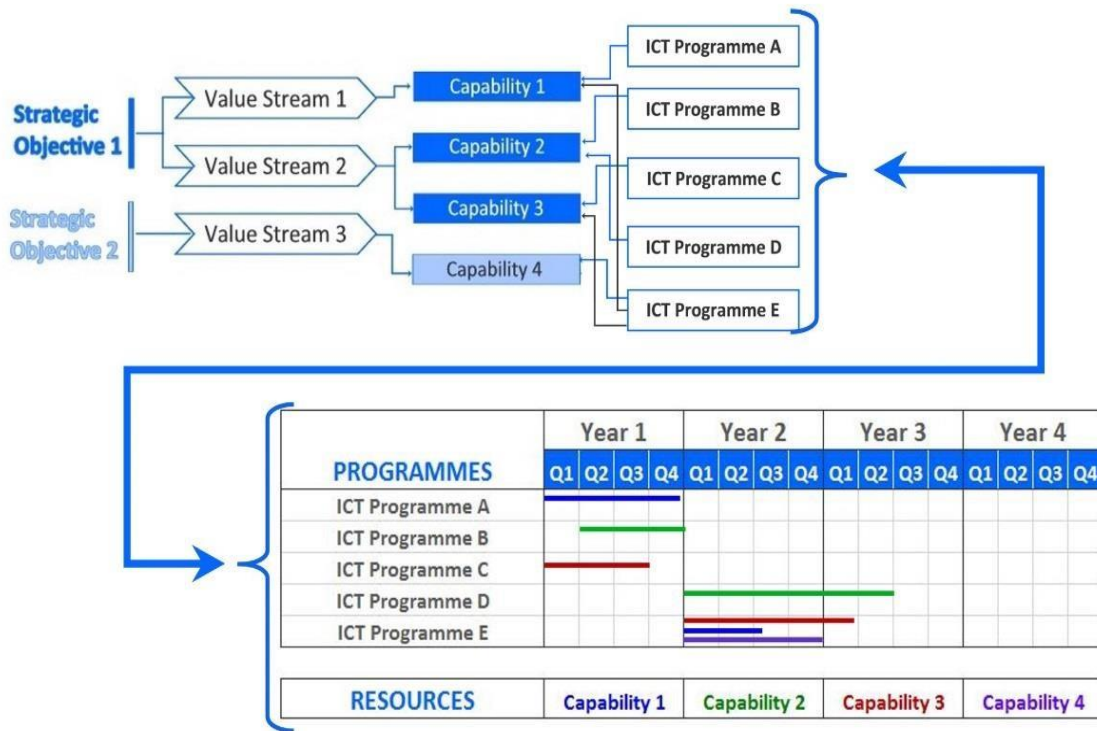 Strategic
Objective 1
Strategic
Objective 2
Value Stream 1
Value Stream 2
Value Stream 3
Capability 1
Capability 2
Capability 3
Capability 4
ICT Programme A
ICT Programme B
ICT Programme C
ICT Programme D
ICT Programme E
Year 1 Year 2 Year 3 Year 4
PROGRAMMES Q1 Q2 Q3 Q4 Q1 Q2 Q3 Q4 Q1 Q2 Q3 Q4 Q1 Q2 Q3 Q4
ICT Programme A
ICT Programme B
ICT Programme C
ICT Programme D
ICT Programme E
RESOURCES Capability 1 Capability 2 Capability 3 Capability 4